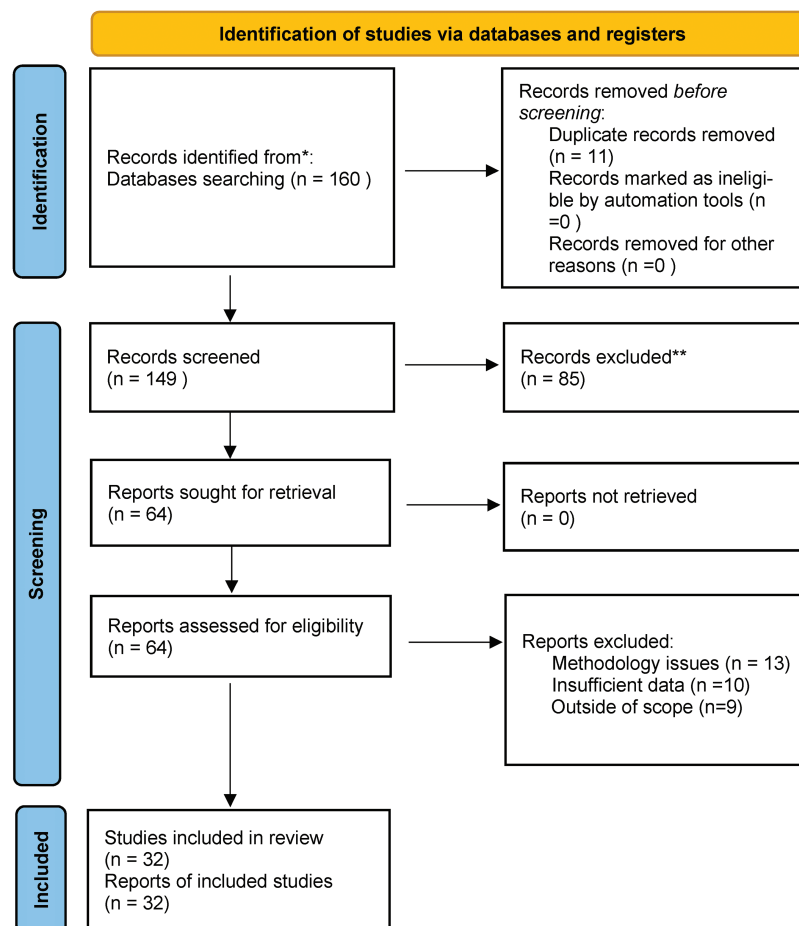 Identification of studies via databases and registers
Identification
Records identified from*:
Databases searching (n = 160 )
Records removed before
screening:
Duplicate records removed
(n = 11)
Records marked as ineligi-
ble by automation tools (n
=0 )
Records removed for other
reasons (n =0 )
Screening
Records screened
(n = 149 )
Records excluded**
(n = 85)
Reports sought for retrieval
(n = 64)
Reports not retrieved
(n = 0)
Reports assessed for eligibility
(n = 64)
Reports excluded:
Methodology issues (n = 13)
Insufficient data (n =10)
Outside of scope (n=9)
Included
Studies included in review
(n = 32)
Reports of included studies
(n = 32)